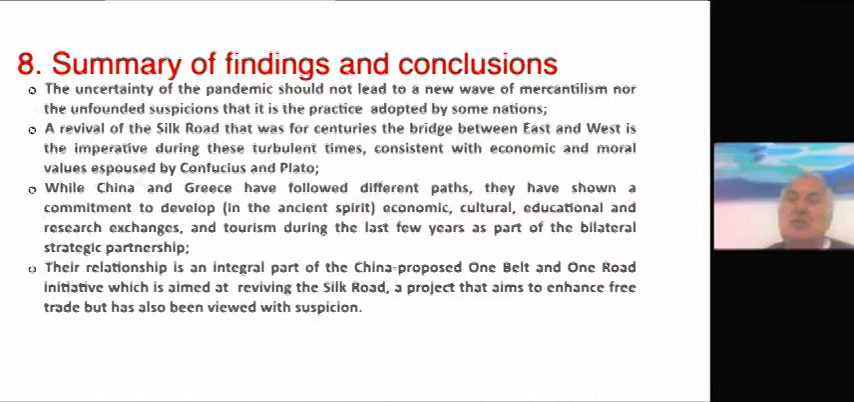 8. Summary of findings and conclusions
The uncertainty of the pandemic should not lead to a new wave of mercantilism nor
the unfounded suspicions that it is the practice adopted by some nations;
A revival of the Silk Road that was for centuries the bridge between East and West is
the imperative during these turbulent times, consistent with economic and moral
values espoused by Confucius and Plato;
While China and Greece have followed different paths, they have shown a
commitment to develop (in the ancient spirit) economic, cultural, educational and
research exchanges, and tourism during the last few years as part of the bilateral
strategic partnership;
Their relationship is an integral part of the China-proposed One Belt and One Road
initiative which is aimed at reviving the Silk Road, a project that aims to enhance free
trade but has also been viewed with suspicion.